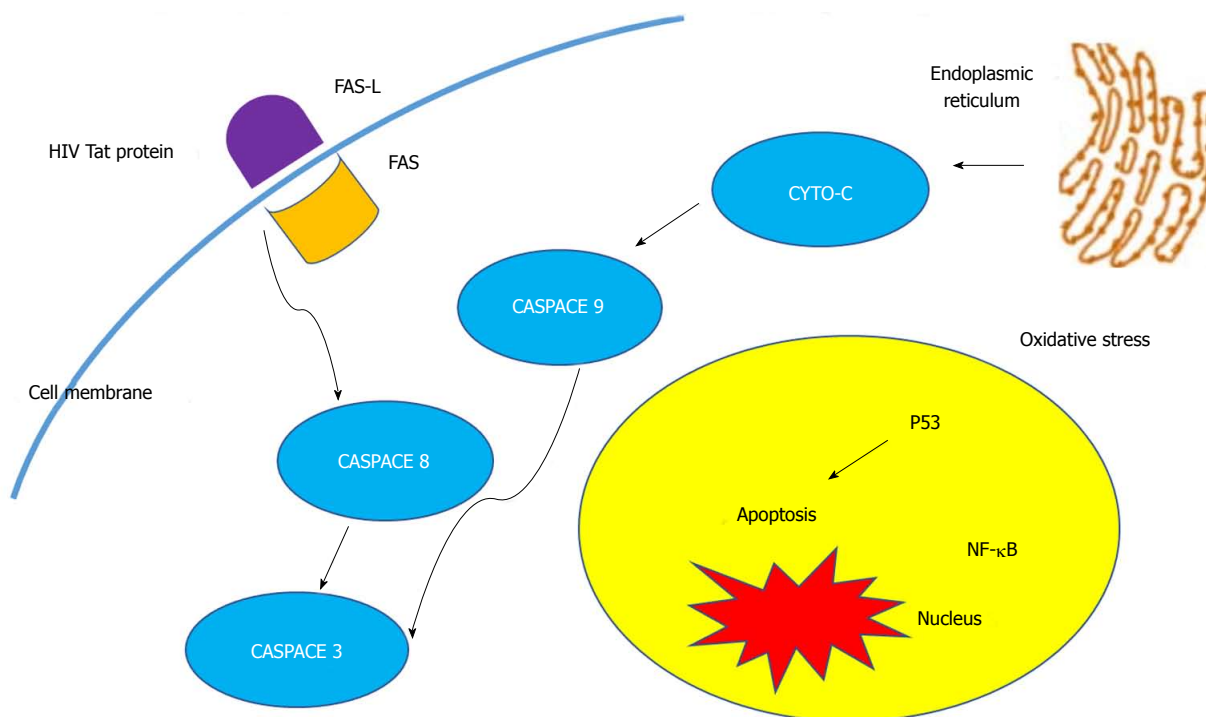 FAS-L
HIV Tat protein
FAS
Endoplasmic
reticulum
CYTO-C
CASPACE 9
Oxidative stress
Cell membrane
CASPACE 8
P53
Apoptosis
NF-κB
Nucleus
CASPACE 3